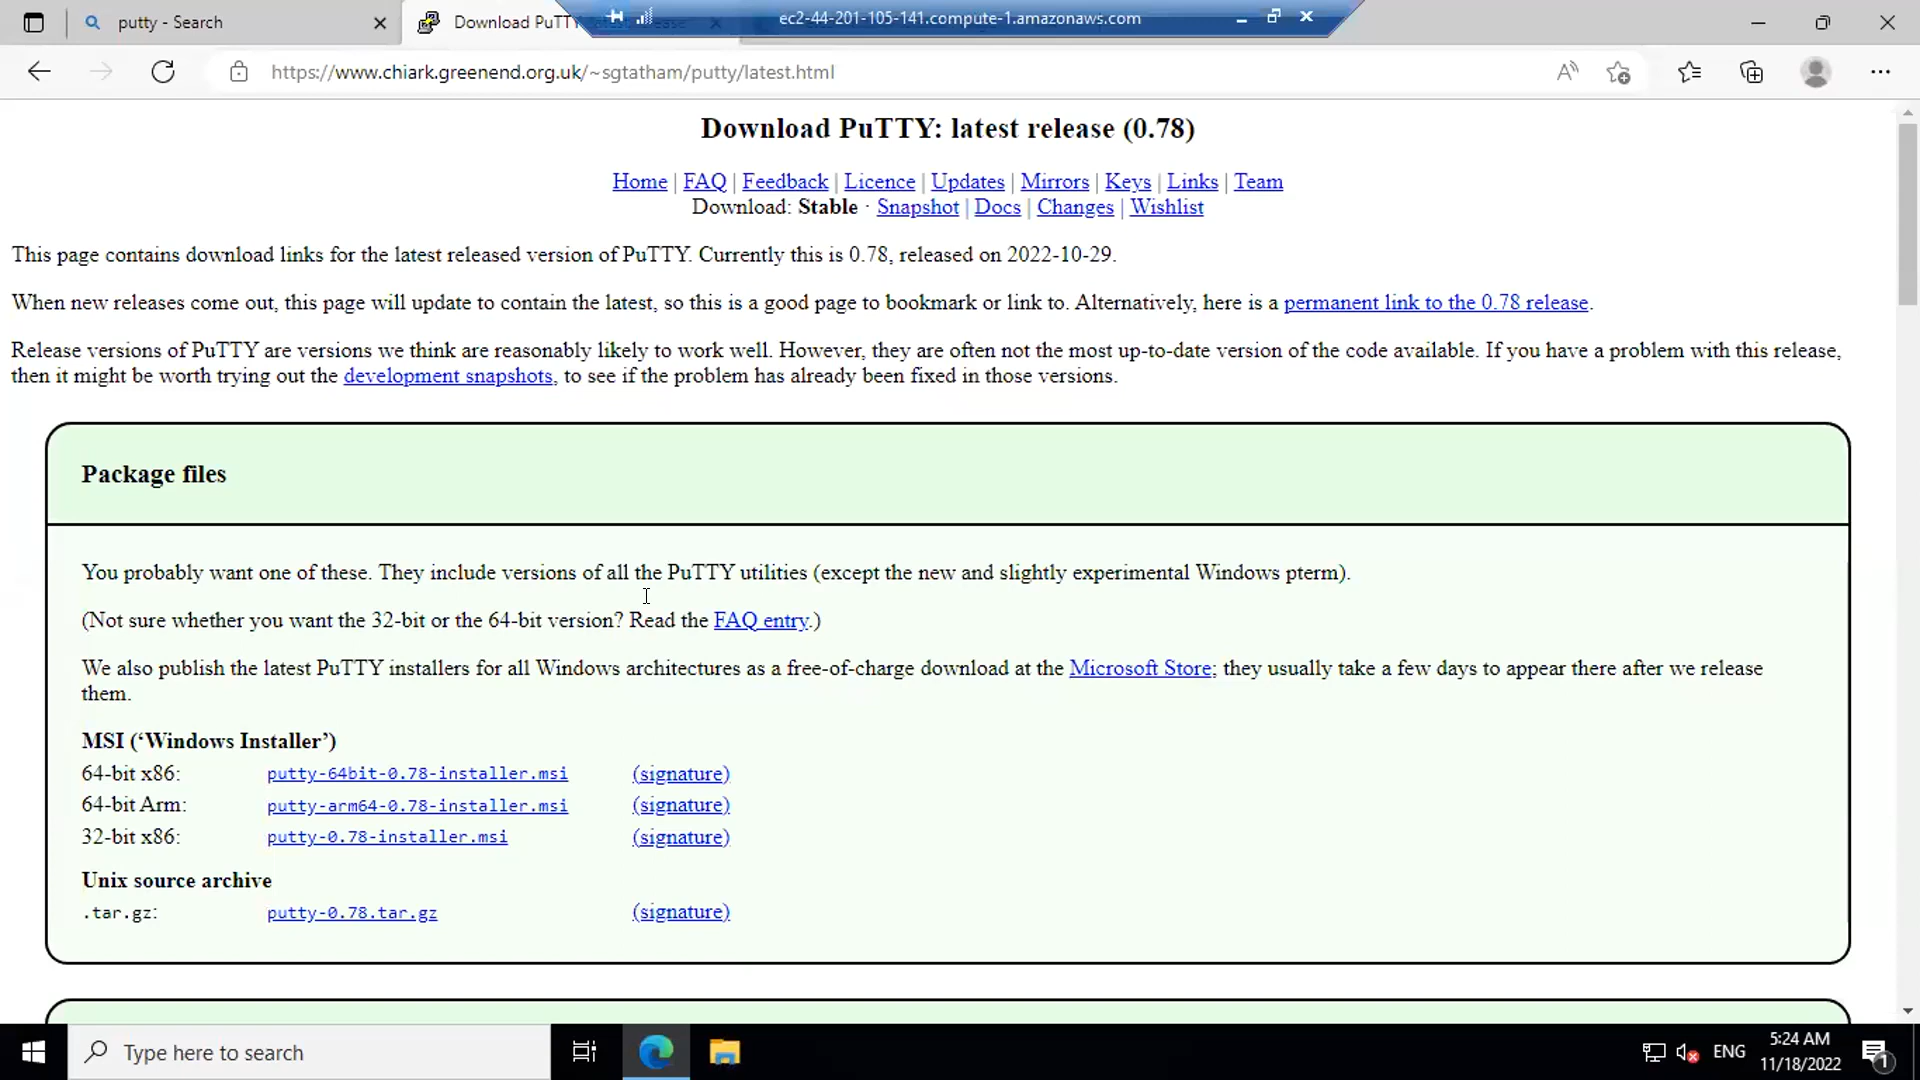 putty - Search
Download PuTTY
ec2-44-201-105-141.compute-1.amazonaws.com
https://www.chiark.greenend.org.uk/~sgtatham/putty/latest.html
Download PuTTY: latest release (0.78)
Home | FAQ | Feedback | Licence | Updates | Mirrors | Keys | Links | Team
Download: Stable · Snapshot | Docs | Changes | Wishlist
This page contains download links for the latest released version of PuTTY. Currently this is 0.78, released on 2022-10-29.
When new releases come out, this page will update to contain the latest, so this is a good page to bookmark or link to. Alternatively, here is a permanent link to the 0.78 release.
Release versions of PuTTY are versions we think are reasonably likely to work well. However, they are often not the most up-to-date version of the code available. If you have a problem with this release,
then it might be worth trying out the development snapshots, to see if the problem has already been fixed in those versions.
Package files
You probably want one of these. They include versions of all the PuTTY utilities (except the new and slightly experimental Windows pterm).
(Not sure whether you want the 32-bit or the 64-bit version? Read the FAQ entry.)
We also publish the latest PuTTY installers for all Windows architectures as a free-of-charge download at the Microsoft Store; they usually take a few days to appear there after we release
them.
MSI (‘Windows Installer’)
64-bit x86: putty-64bit-0.78-installer.msi (signature)
64-bit Arm: putty-arm64-0.78-installer.msi (signature)
32-bit x86: putty-0.78-installer.msi (signature)
Unix source archive
.tar.gz: putty-0.78.tar.gz (signature)
Type here to search
ENG
5:24 AM
11/18/2022
1